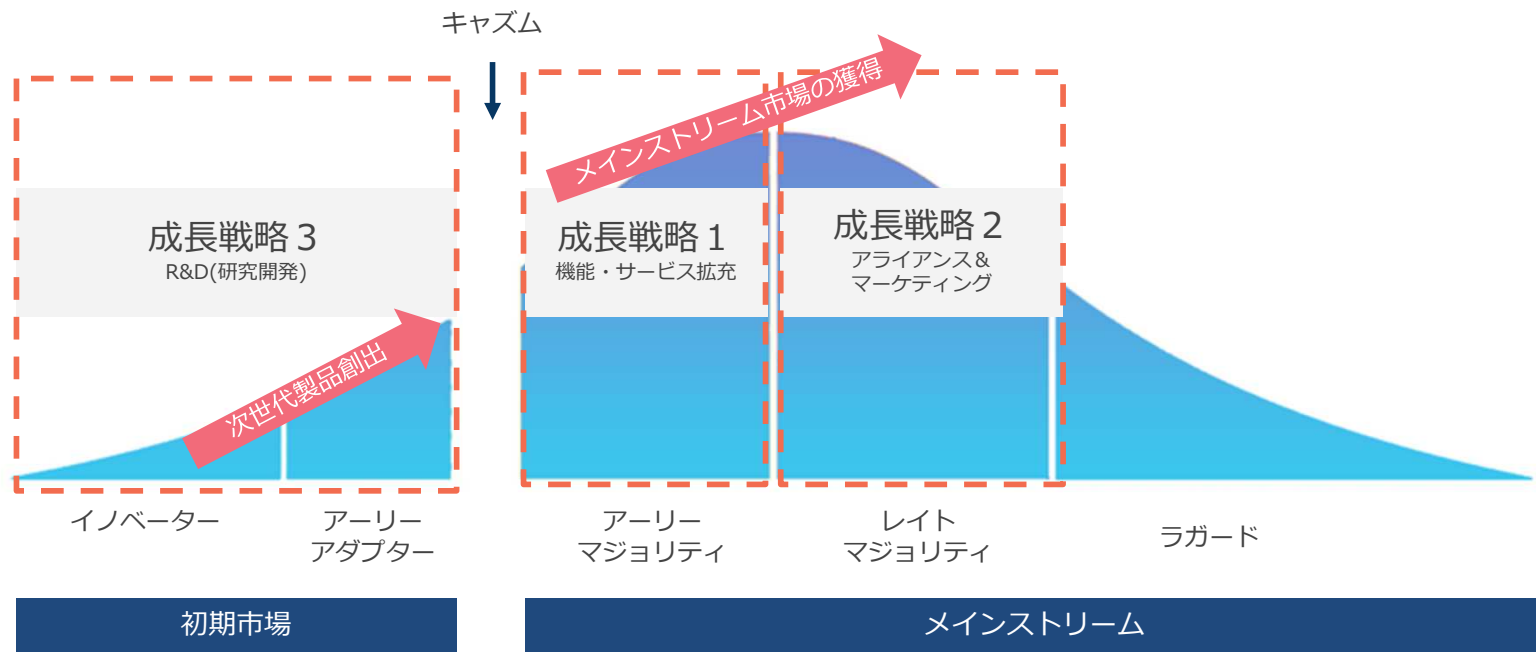 キャズム
メインストリーム市場の獲得
成長戦略3
R&D(研究開発)
成長戦略1
機能・サービス拡充
成長戦略2
アライアンス&
マーケティング
次世代製品創出
イノベーター
アーリー
アダプター
アーリー
マジョリティ
レイト
マジョリティ
ラガード
初期市場
メインストリーム